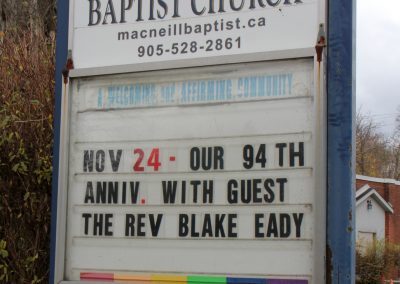 BAPTIST CHURCH
macneillbaptist.ca
905-528-2861
A WELCOMING AND AFFIRMING COMMUNITY
NOV 24 - OUR 94 TH
ANNIV. WITH GUEST
THE REV BLAKE EADY